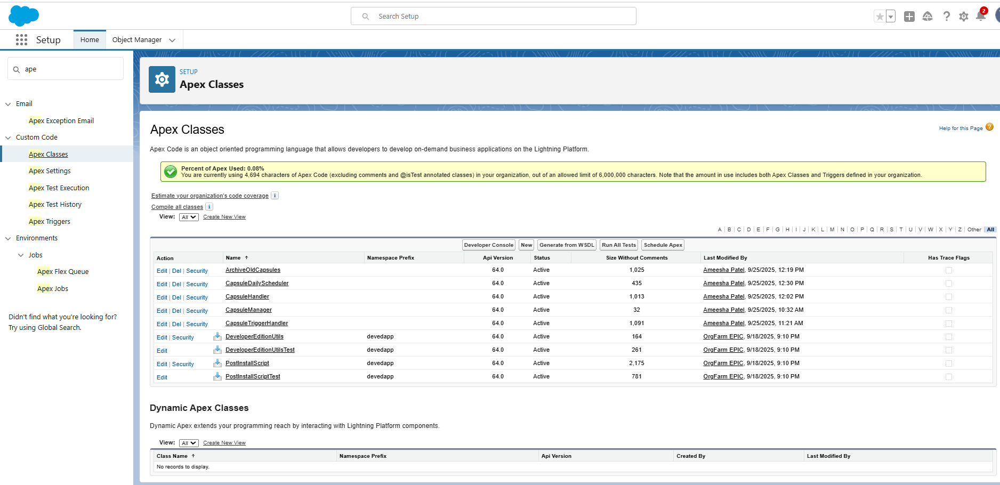 Search Setup
2
Setup
Home
Object Manager
ape
Email
Apex Exception Email
Custom Code
Apex Classes
Apex Settings
Apex Test Execution
Apex Test History
Apex Triggers
Environments
Jobs
Apex Flex Queue
Apex Jobs
Didn't find what you're looking for?
Try using Global Search.
SETUP
Apex Classes
Apex Classes
Help for this Page ?
Apex Code is an object oriented programming language that allows developers to develop on-demand business applications on the Lightning Platform.
Percent of Apex Used: 0.08%
You are currently using 4,694 characters of Apex Code (excluding comments and @isTest annotated classes) in your organization, out of an allowed limit of 6,000,000 characters. Note that the amount in use includes both Apex Classes and Triggers defined in your organization.
Estimate your organization's code coverage i
Compile all classes i
View: All Create New View
A | B | C | D | E | F | G | H | I | J | K | L | M | N | O | P | Q | R | S | T | U | V | W | X | Y | Z | Other All
Developer Console New Generate from WSDL Run All Tests Schedule Apex
Action Name ↑ Namespace Prefix Api Version Status Size Without Comments Last Modified By Has Trace Flags
Edit | Del | Security ArchiveOldCapsules 64.0 Active 1,025 Ameesha Patel, 9/25/2025, 12:19 PM
Edit | Del | Security CapsuleDailyScheduler 64.0 Active 435 Ameesha Patel, 9/25/2025, 12:30 PM
Edit | Del | Security CapsuleHandler 64.0 Active 1,013 Ameesha Patel, 9/25/2025, 12:02 PM
Edit | Del | Security CapsuleManager 64.0 Active 32 Ameesha Patel, 9/25/2025, 10:32 AM
Edit | Del | Security CapsuleTriggerHandler 64.0 Active 1,091 Ameesha Patel, 9/25/2025, 11:21 AM
Edit | Security DeveloperEditionUtils devedapp 64.0 Active 164 OrgFarm EPIC, 9/18/2025, 9:10 PM
Edit DeveloperEditionUtilsTest devedapp 64.0 Active 261 OrgFarm EPIC, 9/18/2025, 9:10 PM
Edit | Security PostInstallScript devedapp 64.0 Active 2,175 OrgFarm EPIC, 9/18/2025, 9:10 PM
Edit PostInstallScriptTest devedapp 64.0 Active 781 OrgFarm EPIC, 9/18/2025, 9:10 PM
Dynamic Apex Classes
Dynamic Apex extends your programming reach by interacting with Lightning Platform components.
View: All Create New View
Class Name ↑ Namespace Prefix Api Version Created By Last Modified By
No records to display.